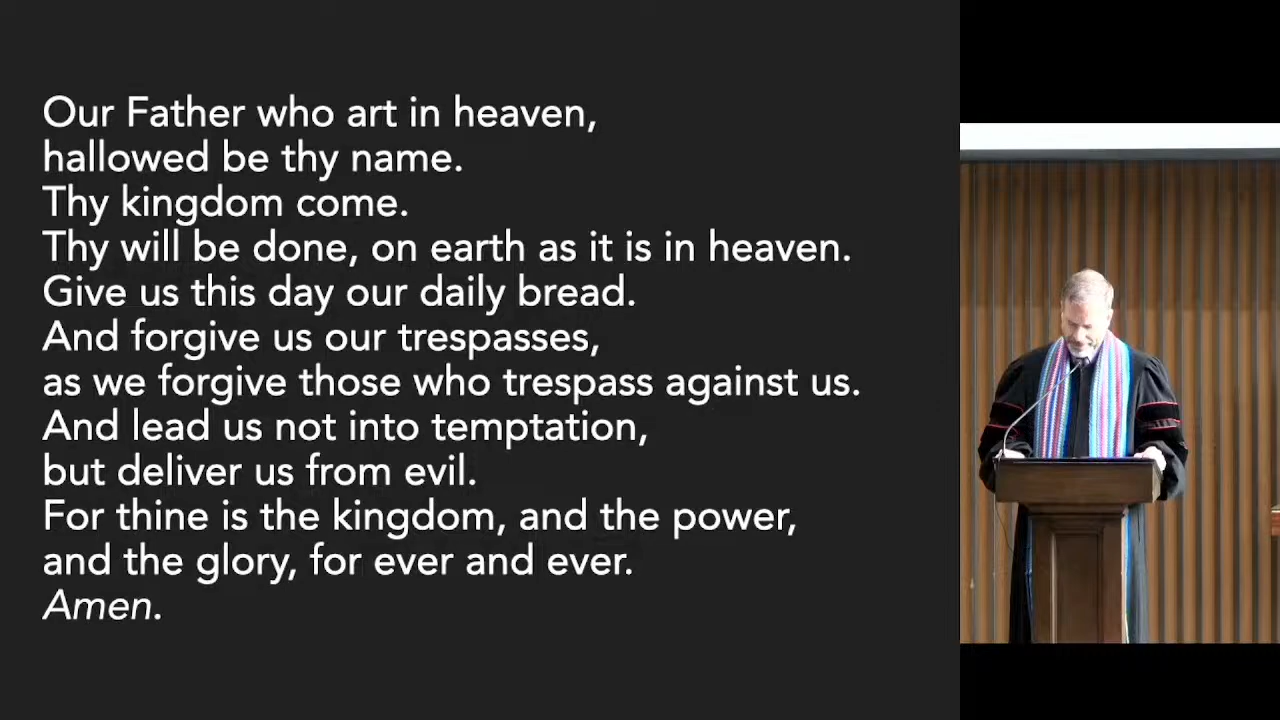 Our Father who art in heaven,
hallowed be thy name.
Thy kingdom come.
Thy will be done, on earth as it is in heaven.
Give us this day our daily bread.
And forgive us our trespasses,
as we forgive those who trespass against us.
And lead us not into temptation,
but deliver us from evil.
For thine is the kingdom, and the power,
and the glory, for ever and ever.
Amen.